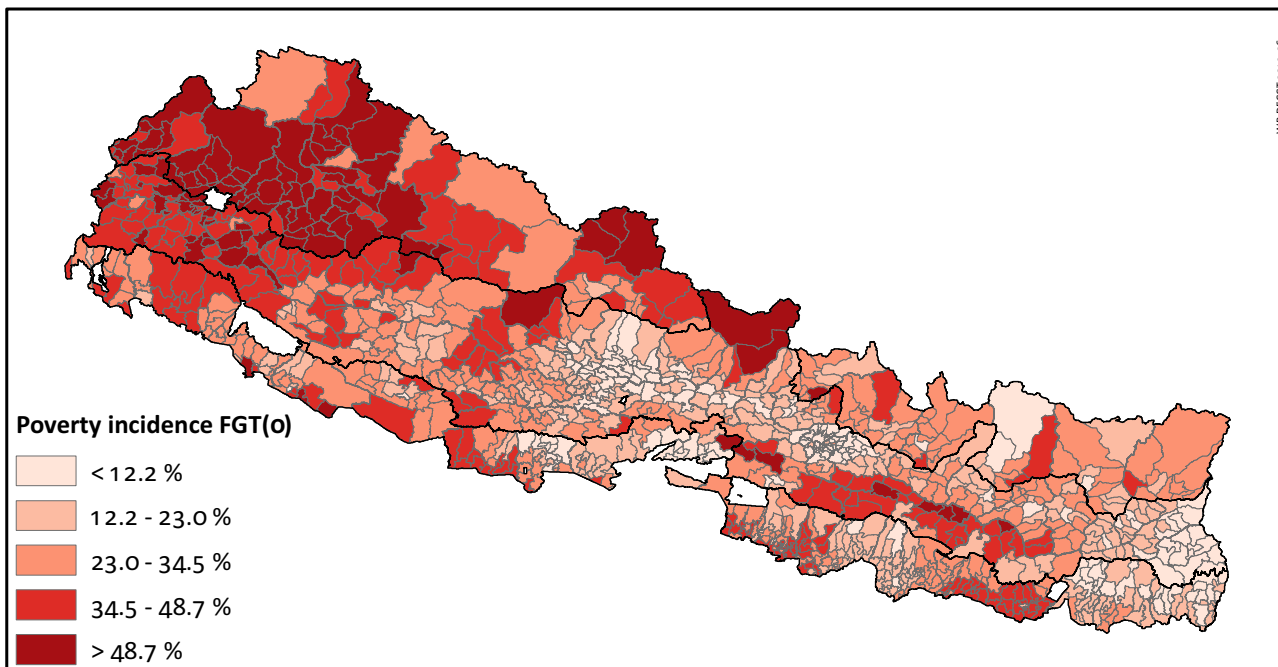 Poverty incidence FGT(0)
< 12.2 %
12.2 - 23.0 %
23.0 - 34.5 %
34.5 - 48.7 %
> 48.7 %